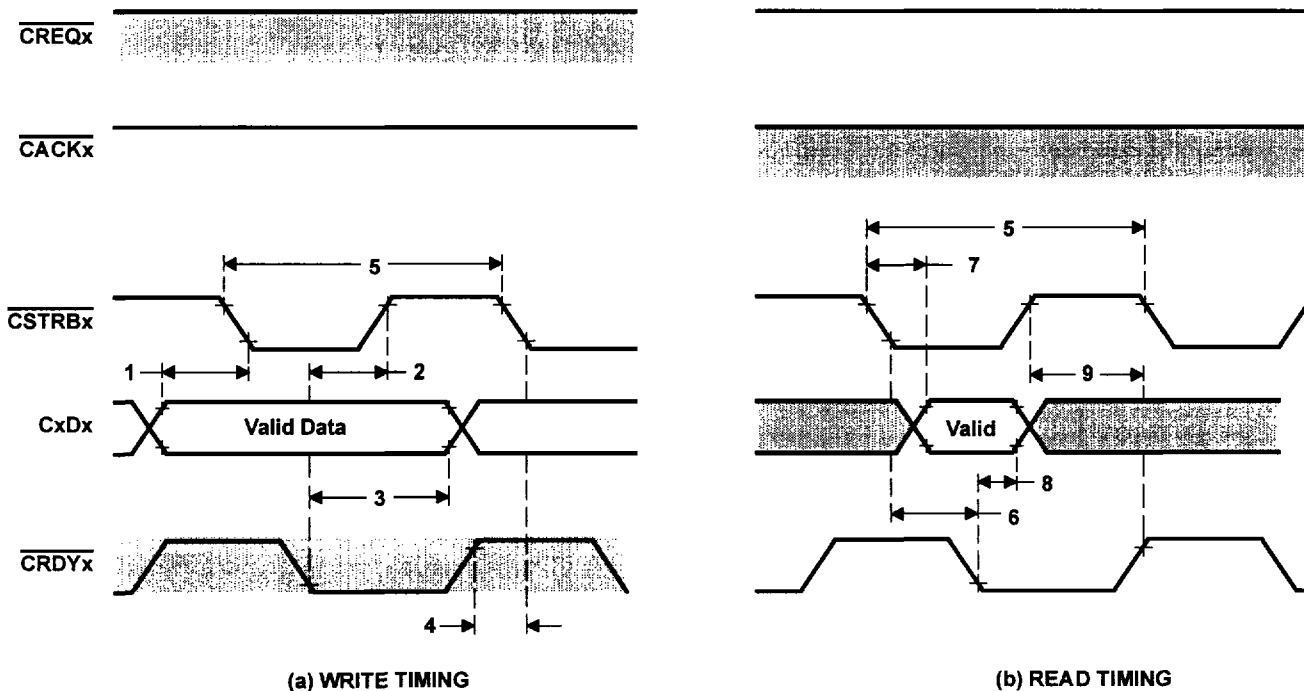 CREQx
CACKx
5
5
7
CSTRBx
1
2
9
CxDx
Valid Data
Valid
3
8
6
CRDYx
4
(a) WRITE TIMING
(b) READ TIMING